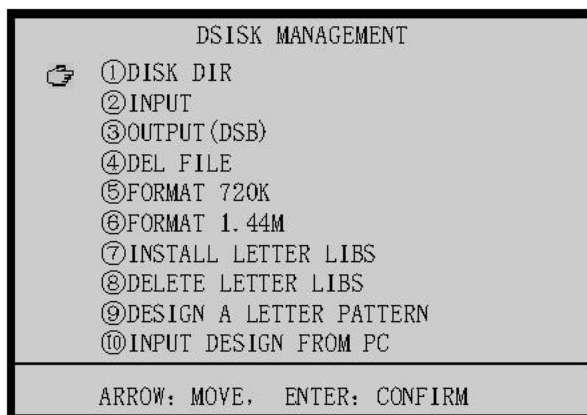 DSISK MANAGEMENT
①DISK DIR
②INPUT
③OUTPUT(DSB)
④DEL FILE
⑤FORMAT 720K
⑥FORMAT 1.44M
⑦INSTALL LETTER LIBS
⑧DELETE LETTER LIBS
⑨DESIGN A LETTER PATTERN
⑩INPUT DESIGN FROM PC
ARROW: MOVE, ENTER: CONFIRM